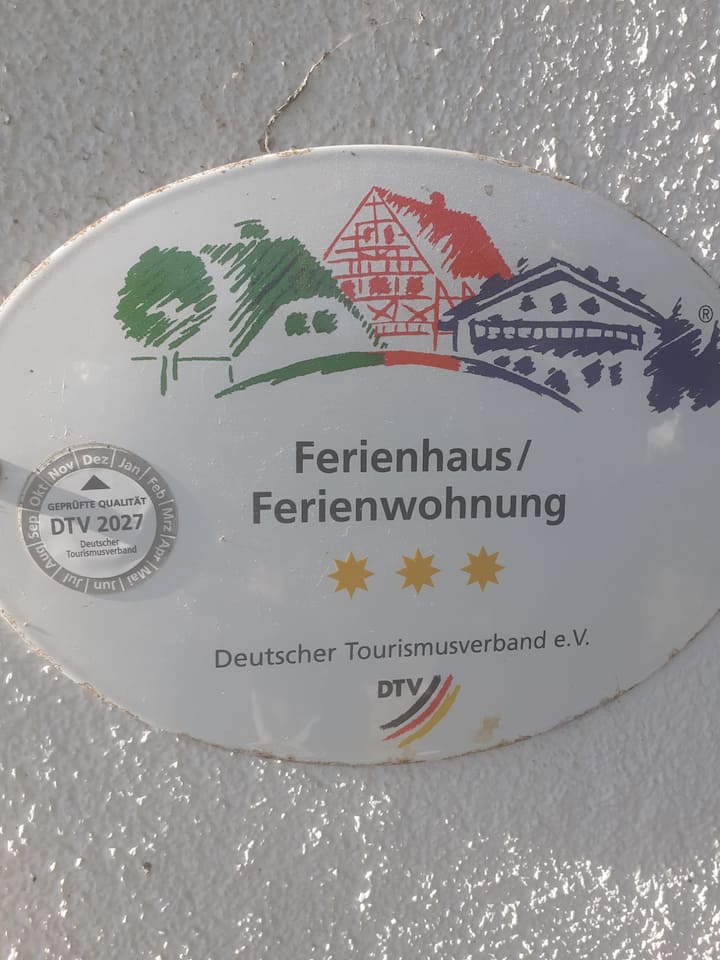 ®
Ferienhaus/
Ferienwohnung
Nov Dez Jan Feb Mrz Apr Mai Jun Jul Aug Sep Okt
GEPRÜFTE QUALITÄT
DTV 2027
Deutscher
Tourismusverband
Deutscher Tourismusverband e.V.
DTV